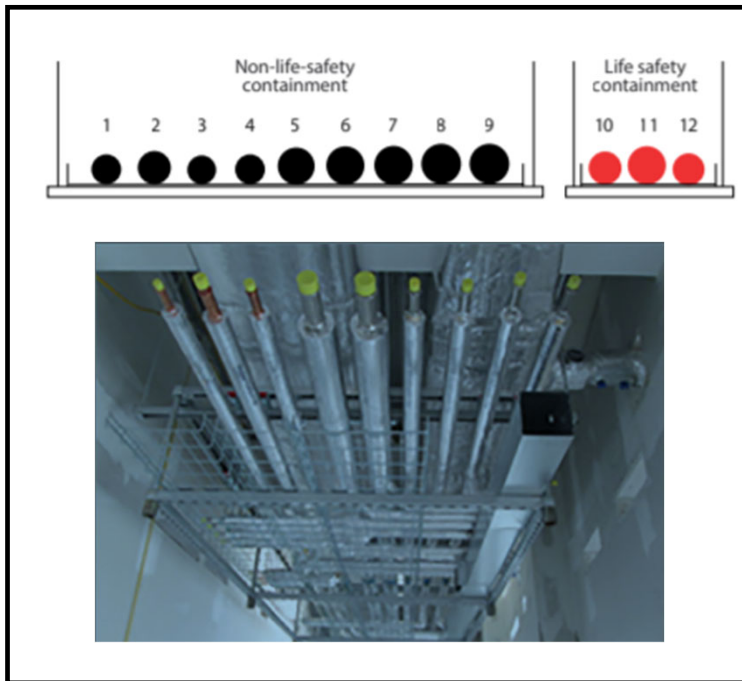 Non-life-safety
containment
1 2 3 4 5 6 7 8 9
Life safety
containment
10 11 12